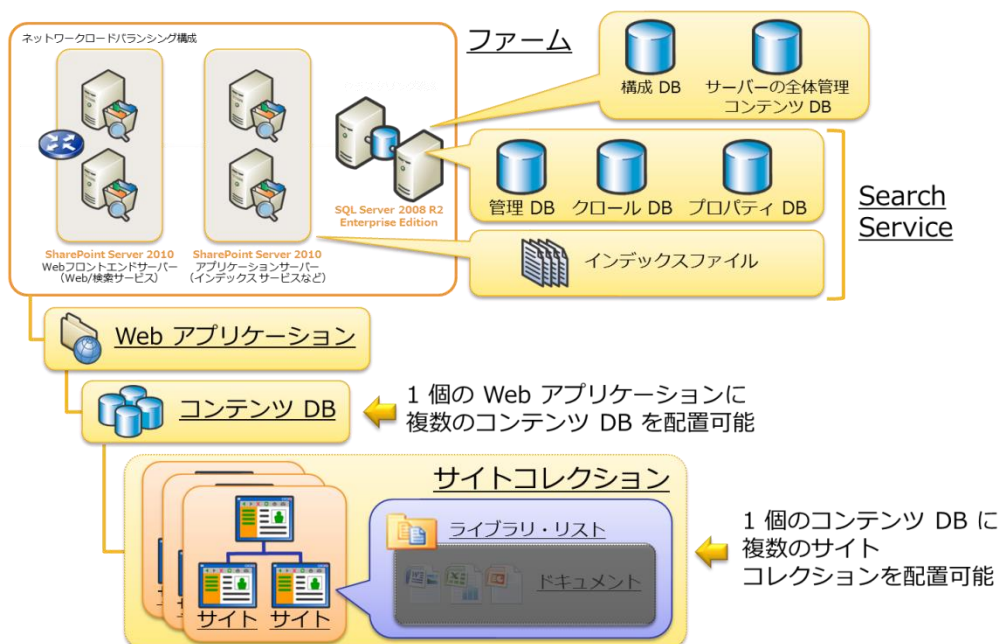 ネットワークロードバランシング構成
ファーム
構成 DB
サーバーの全体管理
コンテンツ DB
管理 DB
クロール DB
プロパティ DB
Search
Service
SQL Server 2008 R2
Enterprise Edition
SharePoint Server 2010
Webフロントエンドサーバー
(Web/検索サービス)
SharePoint Server 2010
アプリケーションサーバー
(インデックス サービスなど)
インデックスファイル
Web アプリケーション
コンテンツ DB
1 個の Web アプリケーションに
複数のコンテンツ DB を配置可能
サイトコレクション
ライブラリ・リスト
ドキュメント
サイト
サイト
1 個のコンテンツ DB に
複数のサイト
コレクションを配置可能